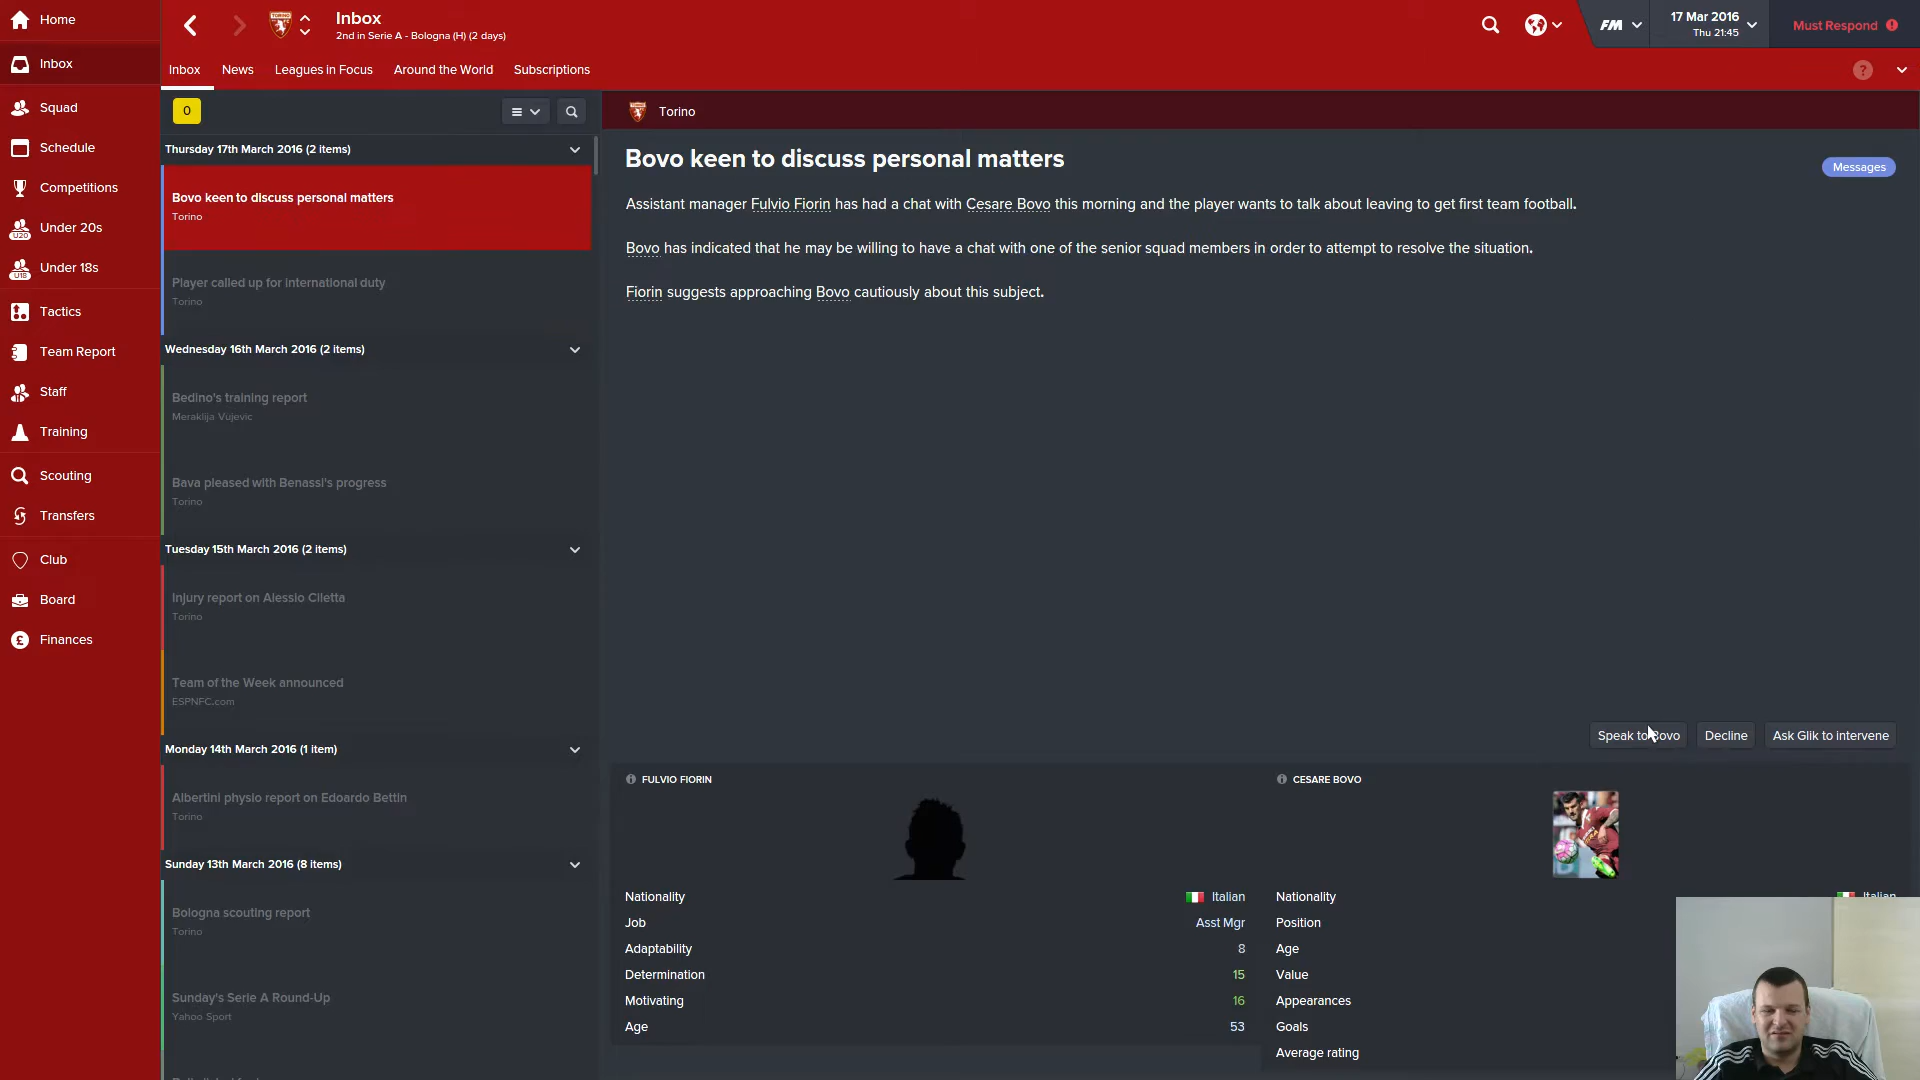 Home
Inbox
Squad
Schedule
Competitions
Under 20s
Under 18s
Tactics
Team Report
Staff
Training
Scouting
Transfers
Club
Board
Finances
Inbox
2nd in Serie A - Bologna (H) (2 days)
FM
17 Mar 2016
Thu 21:45
Must Respond
Inbox News Leagues in Focus Around the World Subscriptions
0
Thursday 17th March 2016 (2 items)
Bovo keen to discuss personal matters
Torino
Player called up for international duty
Torino
Wednesday 16th March 2016 (2 items)
Bedino's training report
Meraklija Vujevic
Bava pleased with Benassi's progress
Torino
Tuesday 15th March 2016 (2 items)
Injury report on Alessio Ciletta
Torino
Team of the Week announced
ESPNFC.com
Monday 14th March 2016 (1 item)
Albertini physio report on Edoardo Bettin
Torino
Sunday 13th March 2016 (8 items)
Bologna scouting report
Torino
Sunday's Serie A Round-Up
Yahoo Sport
Torino
Bovo keen to discuss personal matters
Messages
Assistant manager Fulvio Fiorin has had a chat with Cesare Bovo this morning and the player wants to talk about leaving to get first team football.
Bovo has indicated that he may be willing to have a chat with one of the senior squad members in order to attempt to resolve the situation.
Fiorin suggests approaching Bovo cautiously about this subject.
Speak to Bovo Decline Ask Glik to intervene
FULVIO FIORIN
Nationality Italian
Job Asst Mgr
Adaptability 8
Determination 15
Motivating 16
Age 53
CESARE BOVO
Nationality Italian
Position
Age
Value
Appearances
Goals
Average rating